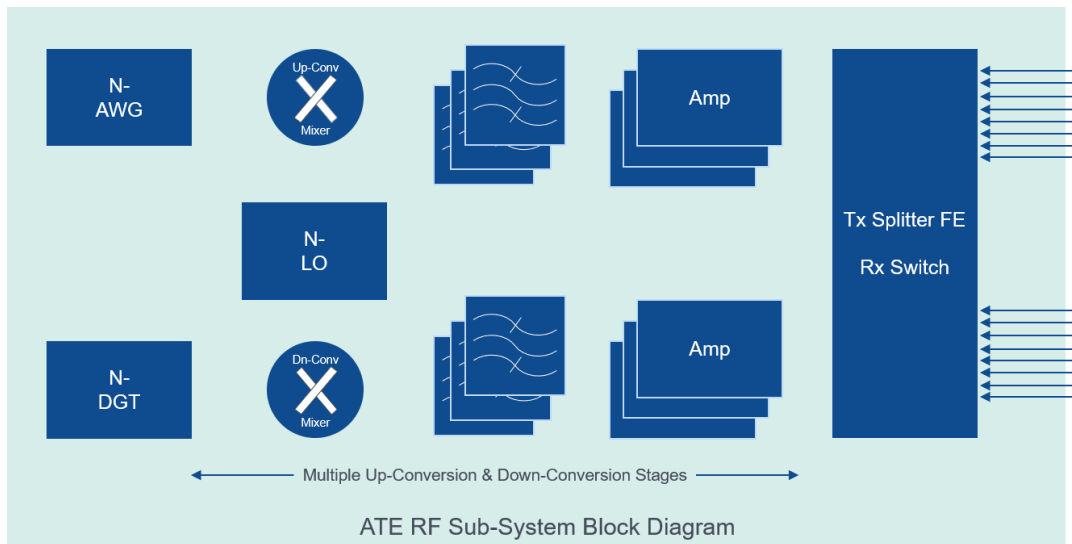 N-
AWG
Up-Conv
Mixer
Amp
N-
LO
Tx Splitter FE
Rx Switch
N-
DGT
Dn-Conv
Mixer
Amp
Multiple Up-Conversion & Down-Conversion Stages
ATE RF Sub-System Block Diagram